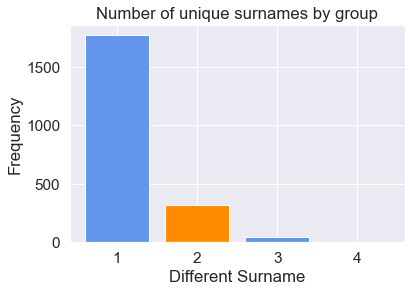 Number of unique surnames by group
Frequency
1500
1000
500
0
1 2 3 4
Different Surname